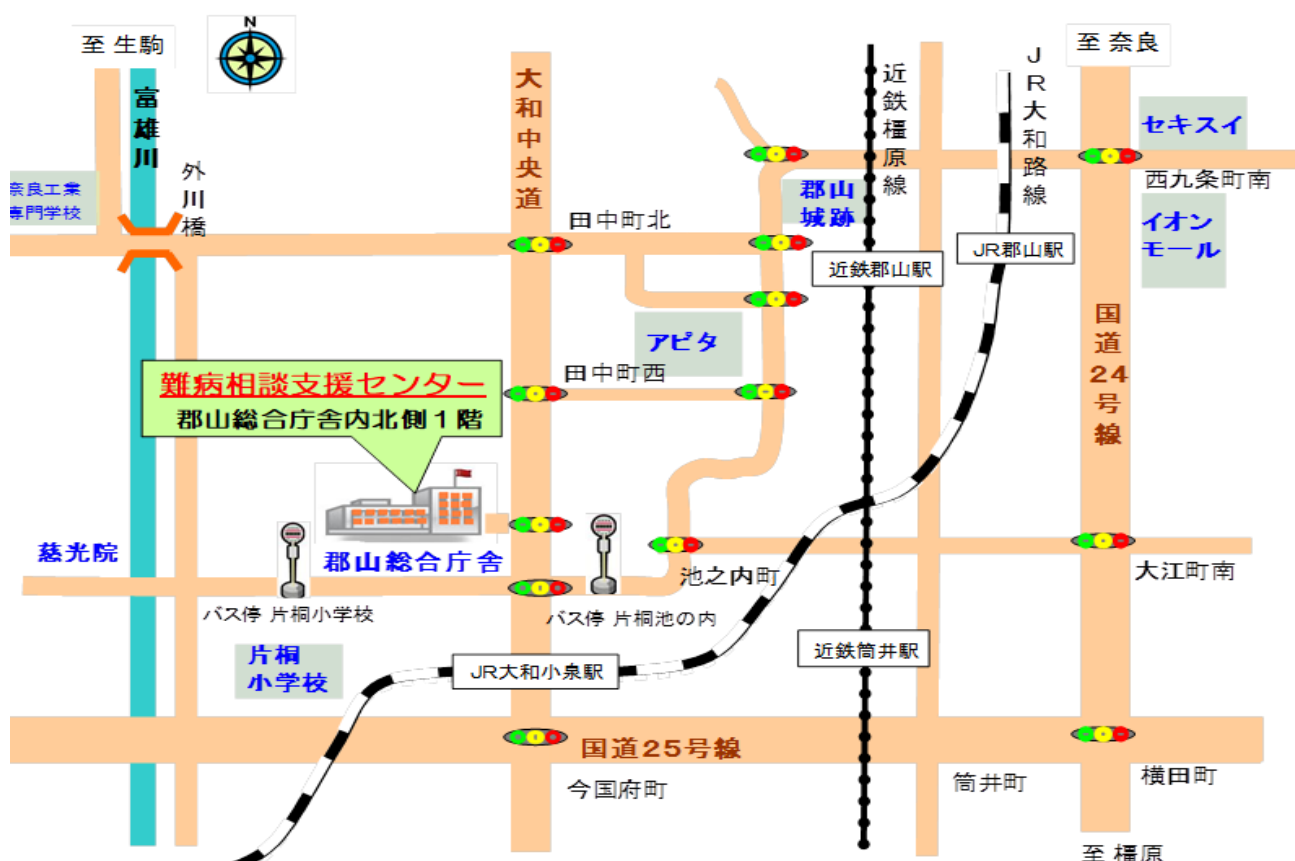 至 生駒
N
至 奈良
富雄川
大和中央道
近鉄橿原線
JR大和路線
セキスイ
西九条町南
外川橋
奈良工業
専門学校
郡山
城跡
田中町北
イオン
モール
JR郡山駅
近鉄郡山駅
国道24号線
アピタ
難病相談支援センター
郡山総合庁舎内北側1階
田中町西
慈光院
郡山総合庁舎
池之内町
大江町南
バス停 片桐小学校
バス停 片桐池の内
片桐
小学校
JR大和小泉駅
近鉄筒井駅
国道25号線
今国府町
筒井町
横田町
至 橿原